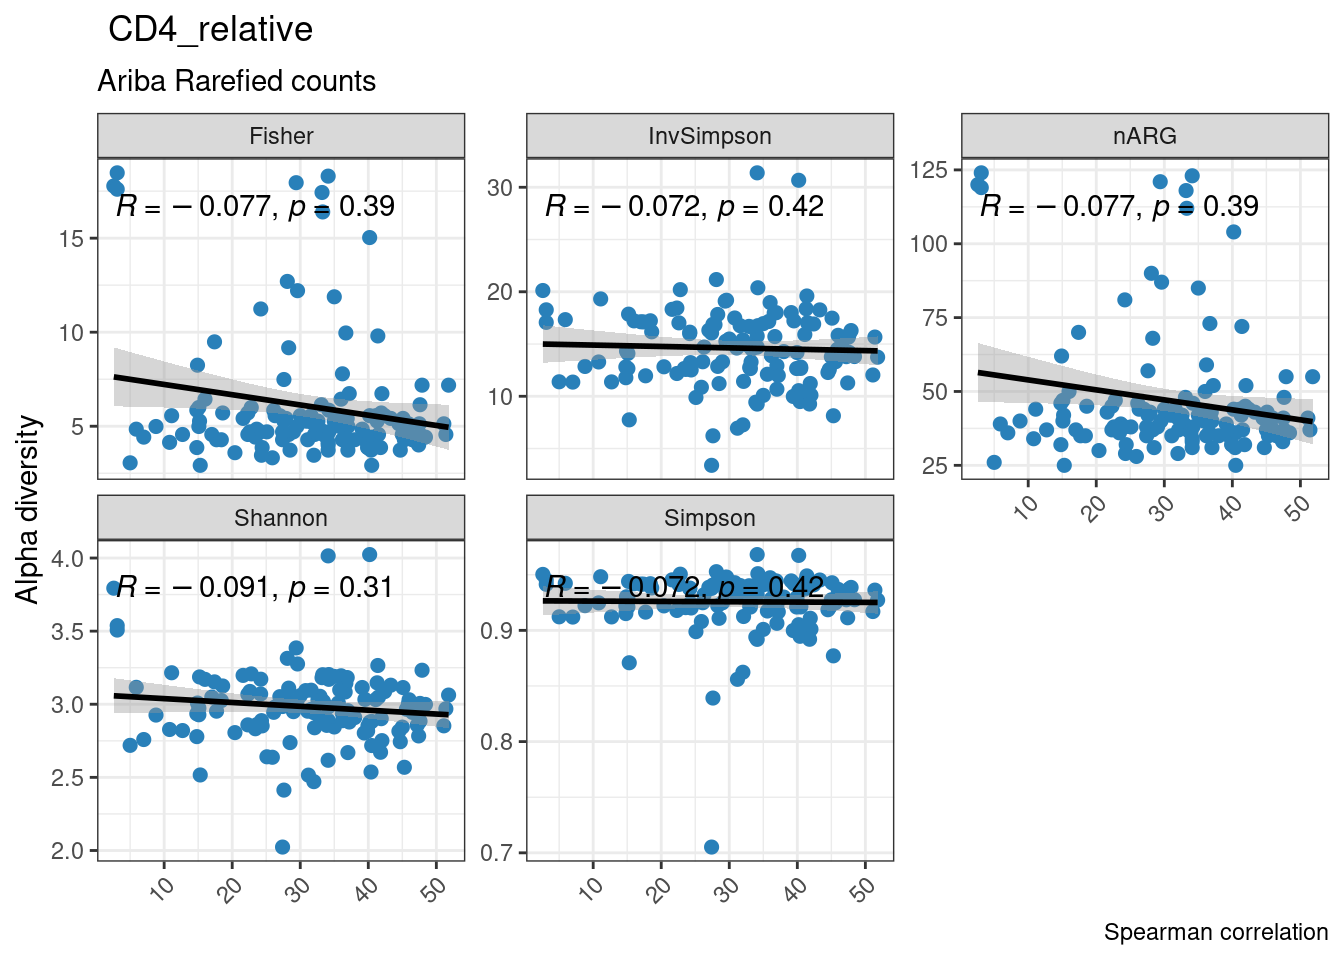 CD4_relative
Ariba Rarefied counts
Fisher
InvSimpson
nARG
R = −0.077, p = 0.39
R = −0.072, p = 0.42
R = −0.077, p = 0.39
15
10
5
30
20
10
125
100
75
50
25
10 20 30 40 50
Shannon
Simpson
R = −0.091, p = 0.31
R = −0.072, p = 0.42
4.0
3.5
3.0
2.5
2.0
0.9
0.8
0.7
10 20 30 40 50
10 20 30 40 50
Alpha diversity
Spearman correlation